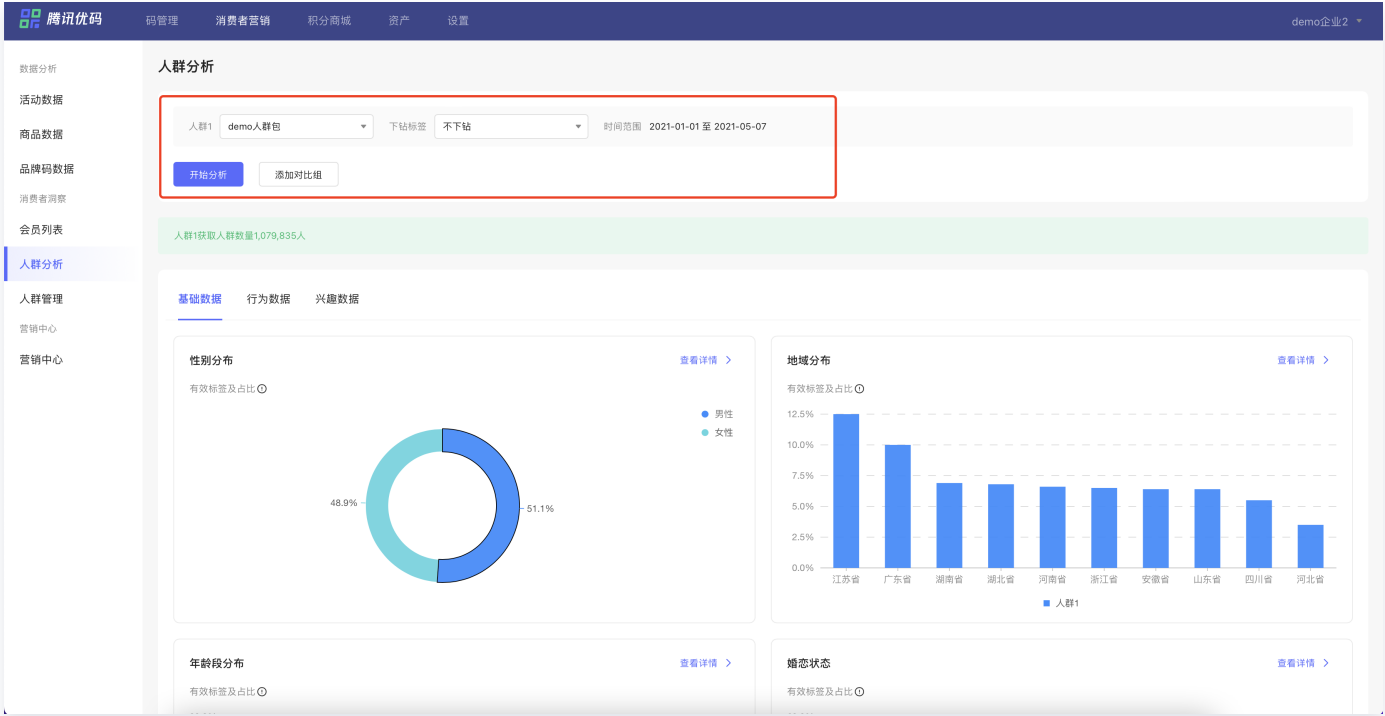 腾讯优码 码管理 消费者营销 积分商城 资产 设置 demo企业2
数据分析
活动数据
商品数据
品牌码数据
消费者洞察
会员列表
人群分析
人群管理
营销中心
营销中心
人群分析
人群1 demo人群包 下钻标签 不下钻 时间范围 2021-01-01 至 2021-05-07
开始分析 添加对比组
人群1获取人群数量1,079,835人
基础数据 行为数据 兴趣数据
性别分布 查看详情
有效标签及占比
男性
女性
48.9%
51.1%
地域分布 查看详情
有效标签及占比
12.5%
10.0%
7.5%
5.0%
2.5%
0.0%
江苏省 广东省 湖南省 湖北省 河南省 浙江省 安徽省 山东省 四川省 河北省
人群1
年龄段分布 查看详情
有效标签及占比
婚恋状态 查看详情
有效标签及占比